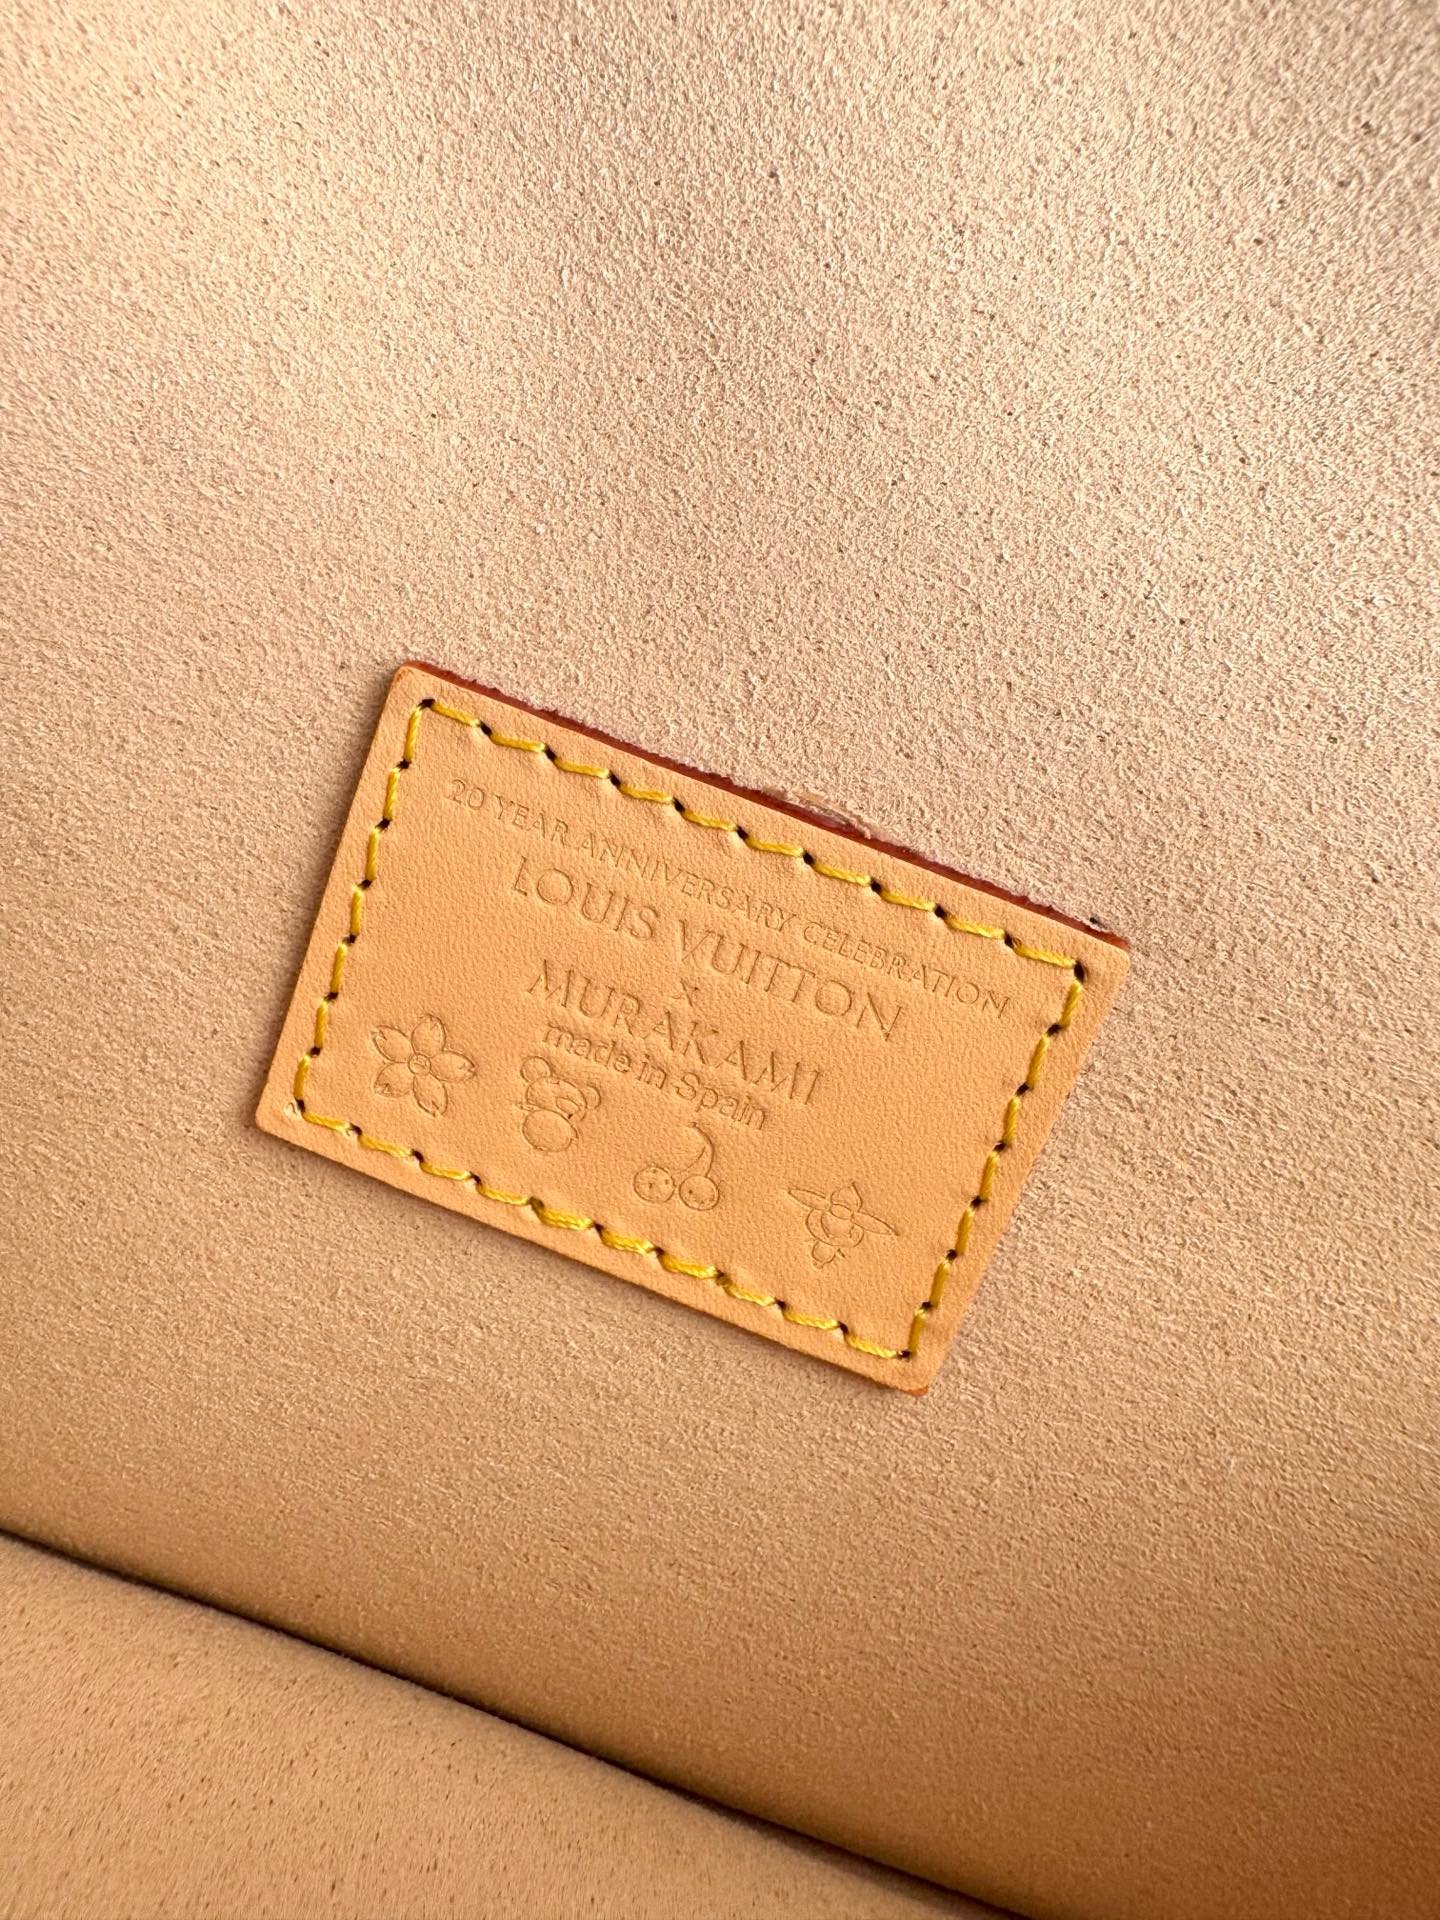 20 YEAR ANNIVERSARY CELEBRATION
LOUIS VUITTON
x
MURAKAMI
made in Spain